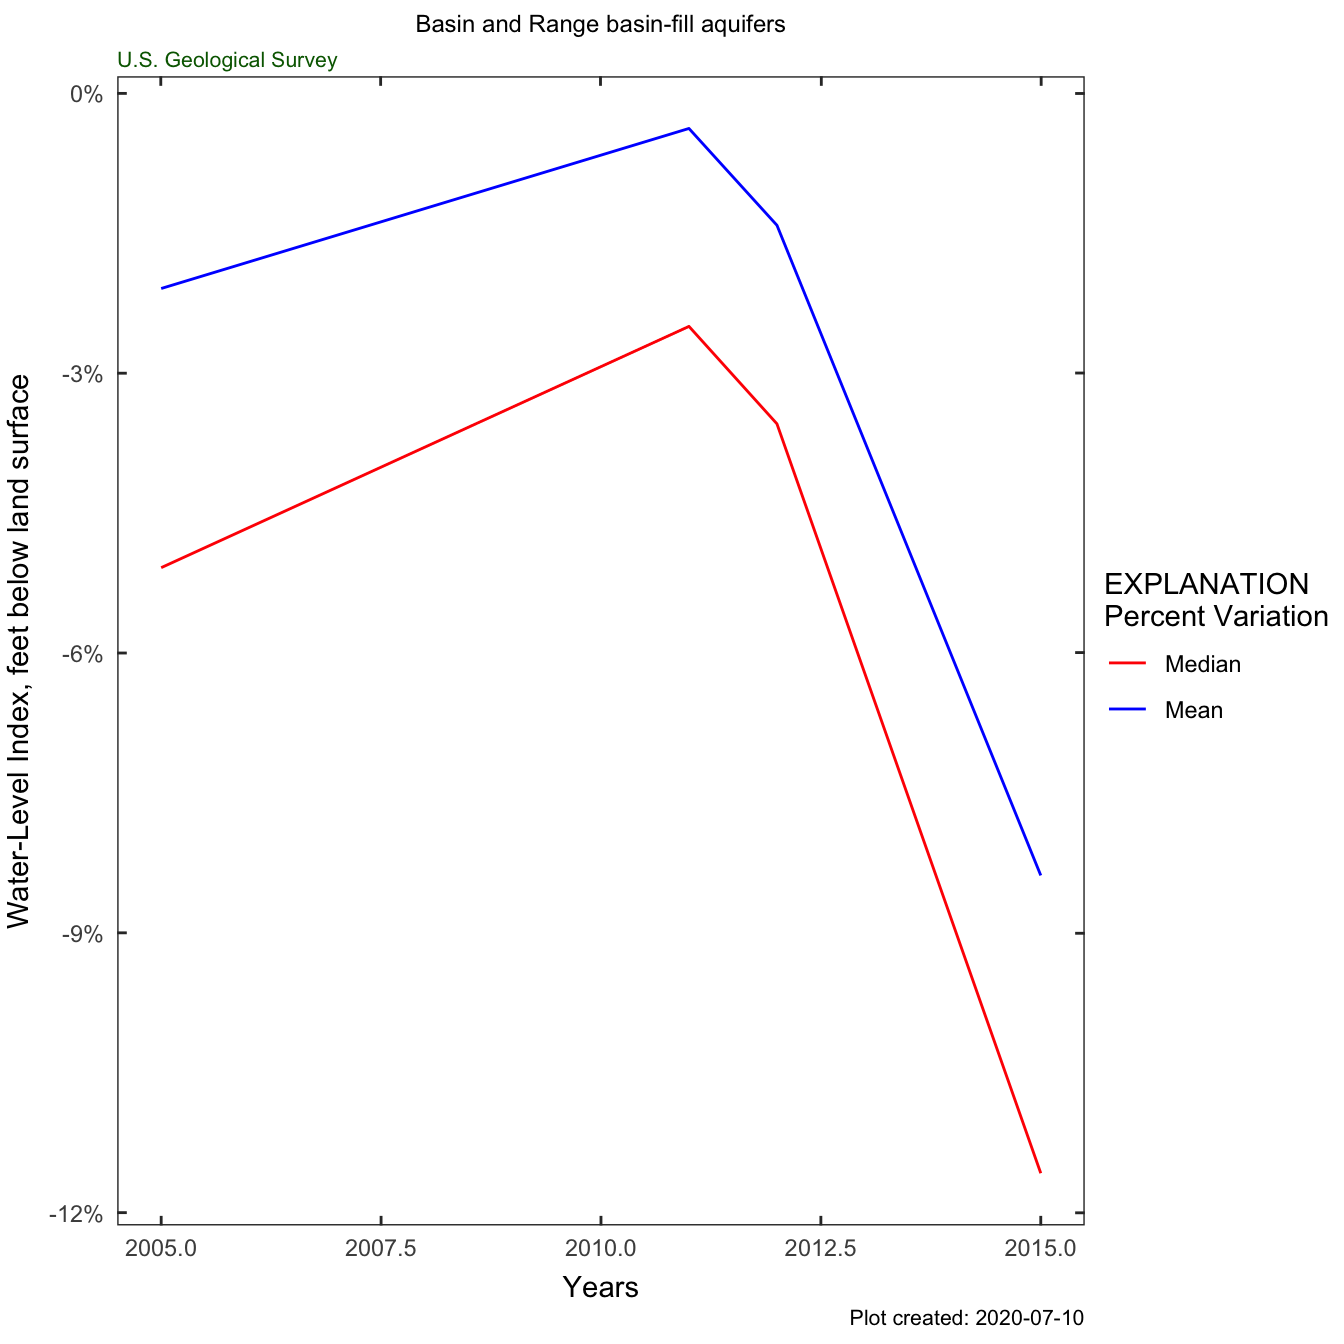 Basin and Range basin-fill aquifers
U.S. Geological Survey
0%
-3%
-6%
-9%
-12%
Water-Level Index, feet below land surface
2005.0
2007.5
2010.0
2012.5
2015.0
Years
EXPLANATION
Percent Variation
Median
Mean
Plot created: 2020-07-10